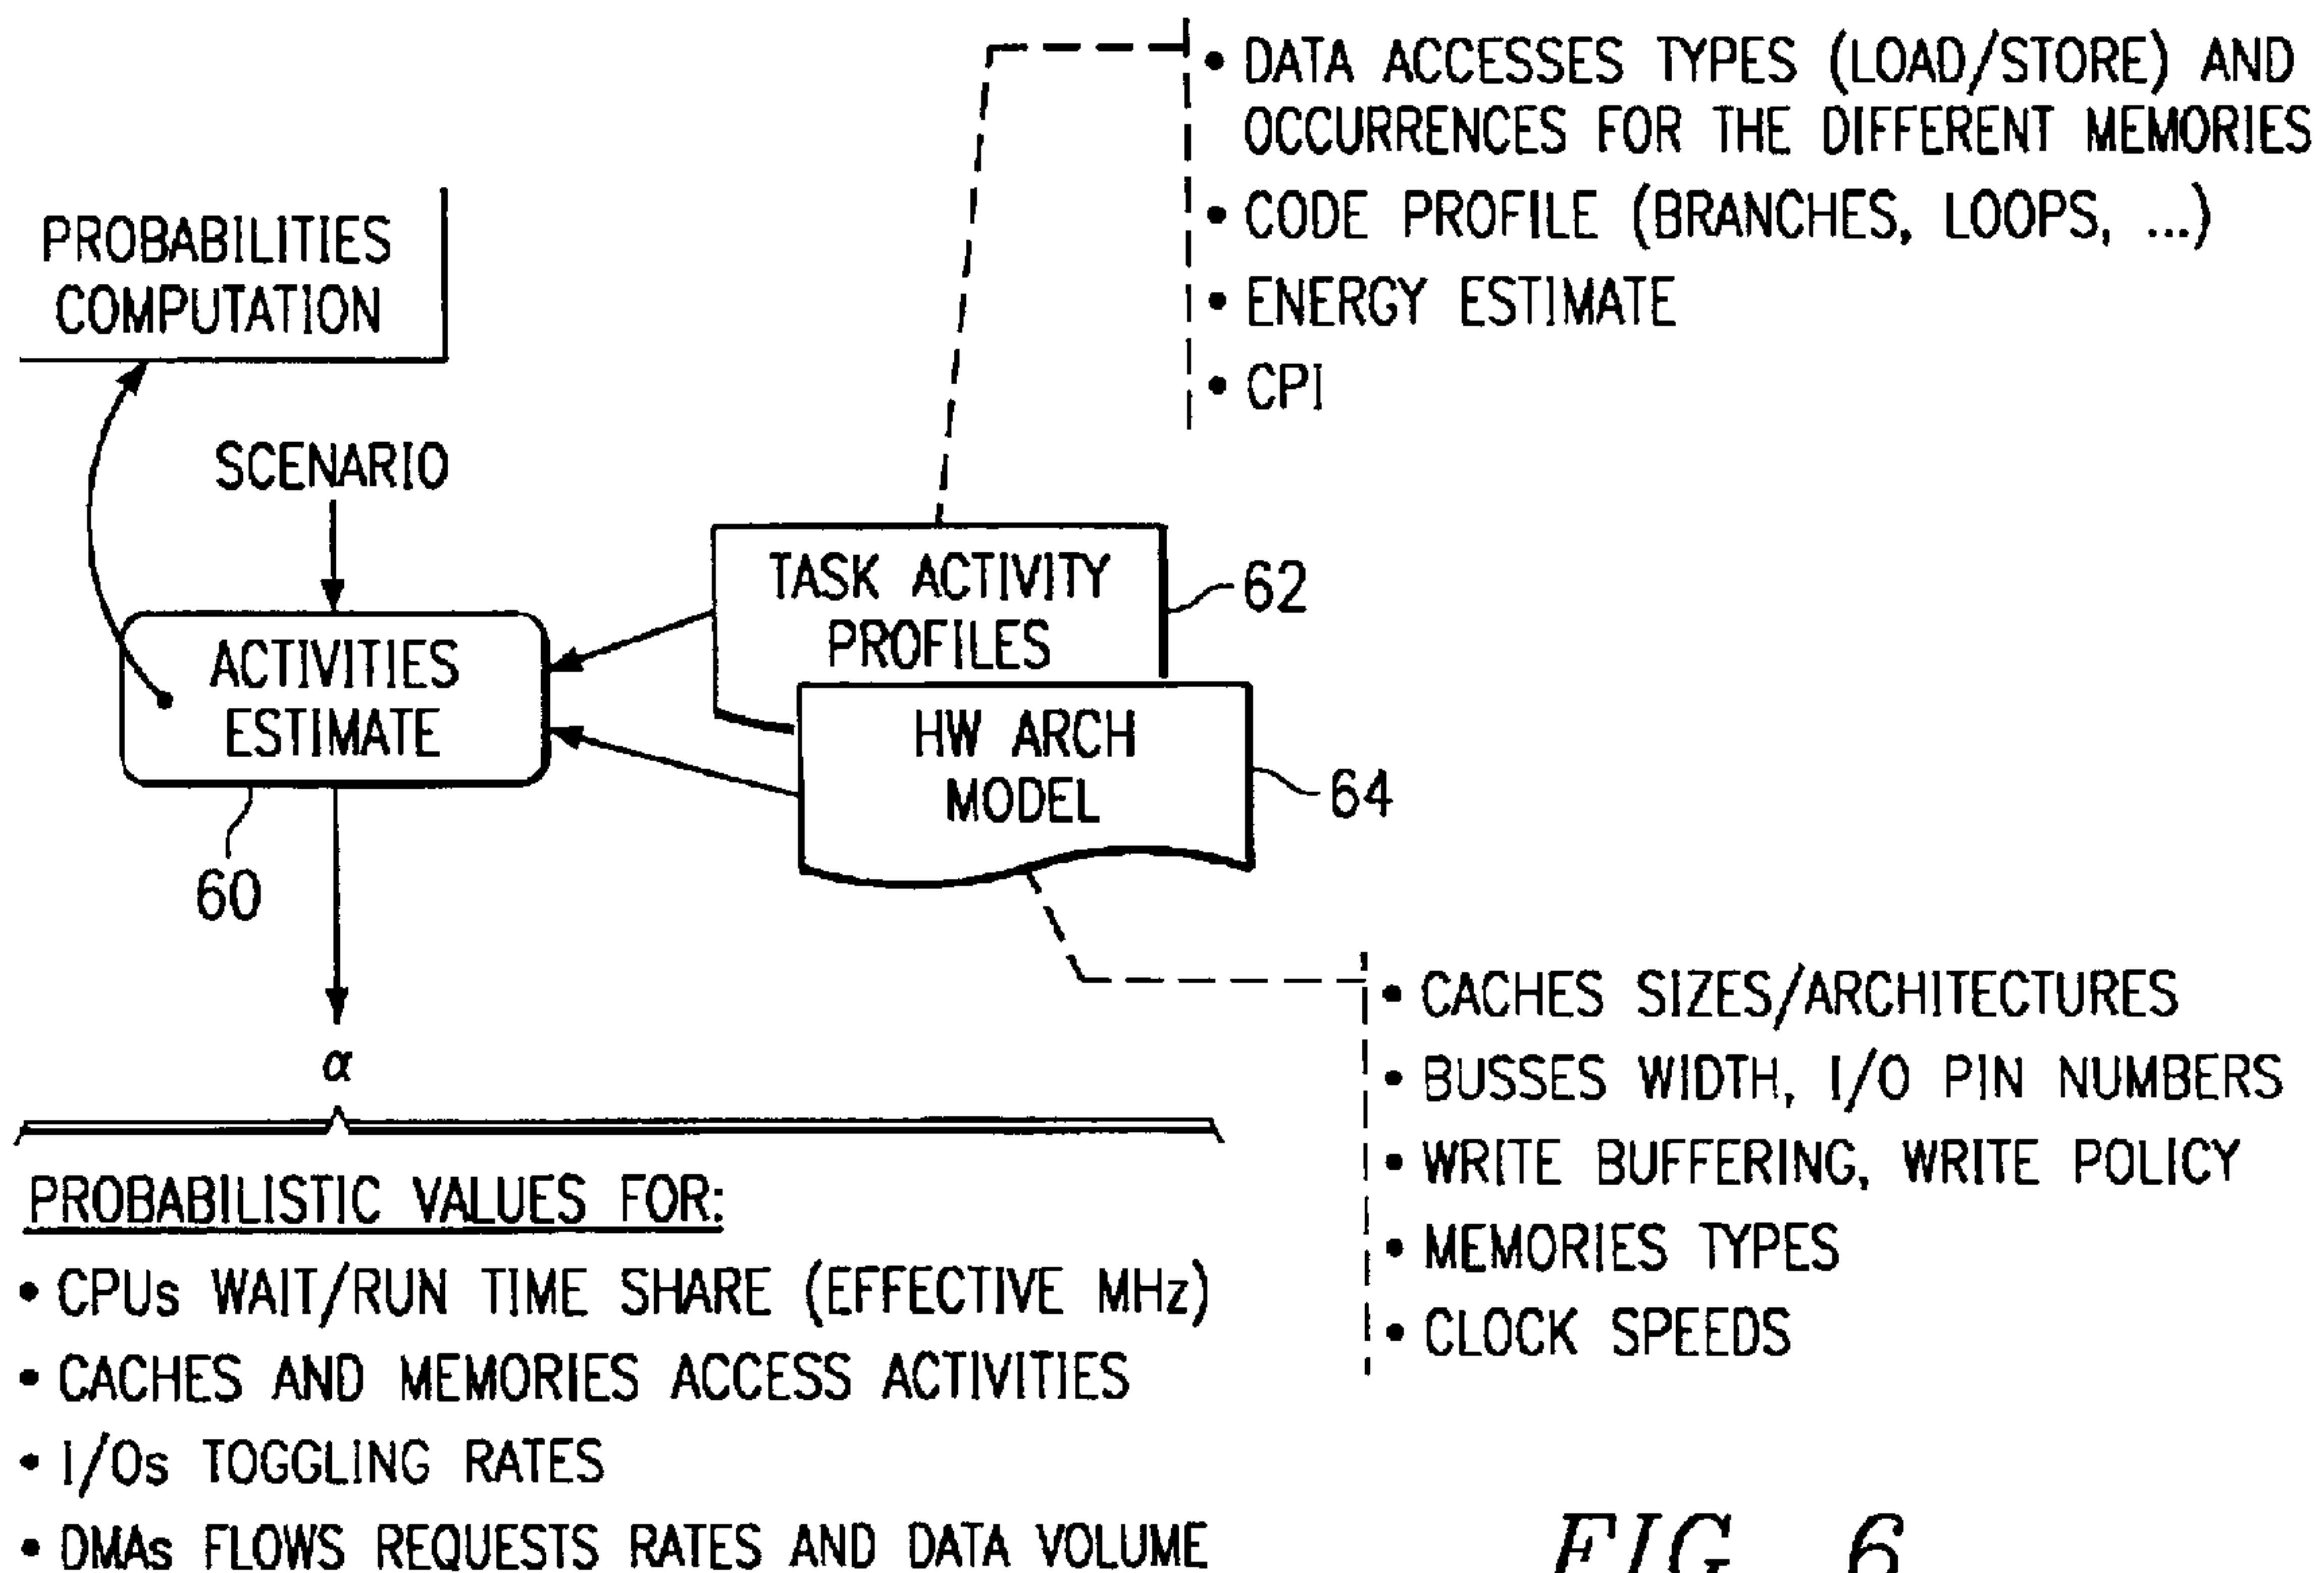 • DATA ACCESSES TYPES (LOAD/STORE) AND
OCCURRENCES FOR THE DIFFERENT MEMORIES
• CODE PROFILE (BRANCHES, LOOPS, ...)
• ENERGY ESTIMATE
• CPI
PROBABILITIES
COMPUTATION
SCENARIO
TASK ACTIVITY
PROFILES
62
ACTIVITIES
ESTIMATE
60
HW ARCH
MODEL
64
α
• CACHES SIZES/ARCHITECTURES
• BUSSES WIDTH, I/O PIN NUMBERS
• WRITE BUFFERING, WRITE POLICY
• MEMORIES TYPES
• CLOCK SPEEDS
PROBABILISTIC VALUES FOR:
• CPUs WAIT/RUN TIME SHARE (EFFECTIVE MHz)
• CACHES AND MEMORIES ACCESS ACTIVITIES
• I/Os TOGGLING RATES
• DMAs FLOWS REQUESTS RATES AND DATA VOLUME
FIG. 6